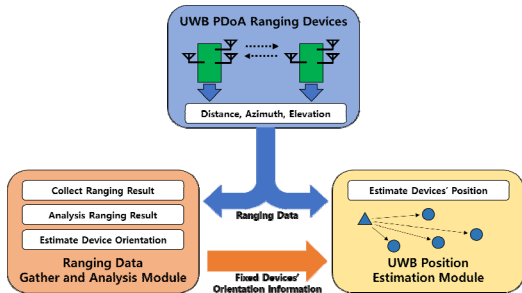 UWB PDoA Ranging Devices
Distance, Azimuth, Elevation
Collect Ranging Result
Analysis Ranging Result
Estimate Device Orientation
Ranging Data
Gather and Analysis Module
Ranging Data
Fixed Devices'
Orientation Information
Estimate Devices' Position
UWB Position
Estimation Module